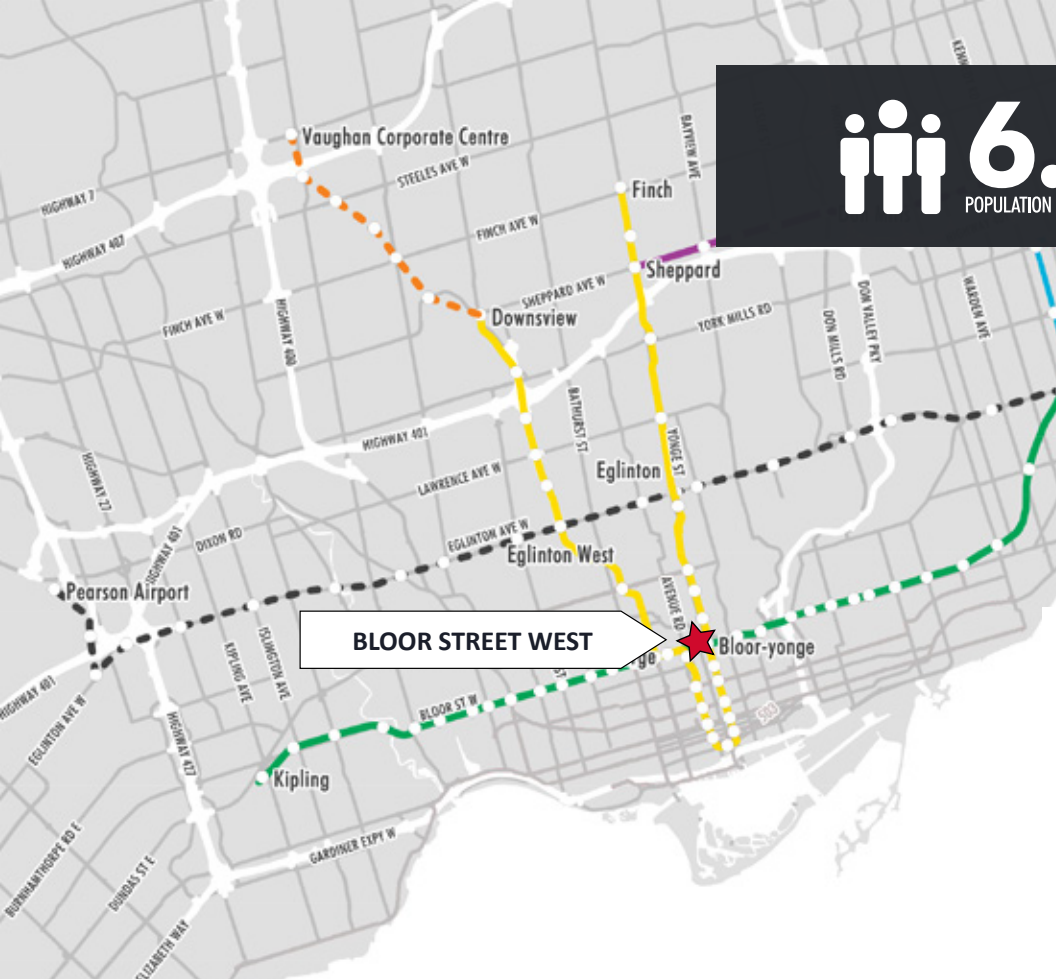 Vaughan Corporate Centre
STEELES AVE W
HIGHWAY 7
HIGHWAY 407
BAYVIEW AVE
6.
POPULATION
Finch
FINCH AVE W
Sheppard
SHEPPARD AVE W
Downsview
FINCH AVE W
HIGHWAY 400
YORK MILLS RD
DON MILLS RD
DON VALLEY PKY
WARDEN AVE
BATHURST ST
HIGHWAY 401
YONGE ST
LAWRENCE AVE W
Eglinton
HIGHWAY 27
DIXON RD
HIGHWAY 401
EGLINTON AVE W
Eglinton West
Pearson Airport
AVENUE RD
BLOOR STREET WEST
Bloor-yonge
ISLINGTON AVE
KIPLING AVE
HIGHWAY 401
EGLINTON AVE W
HIGHWAY 427
BLOOR ST W
503
Kipling
GARDINER EXPY W
BURNHAMTHORPE RD E
DUNDAS ST E